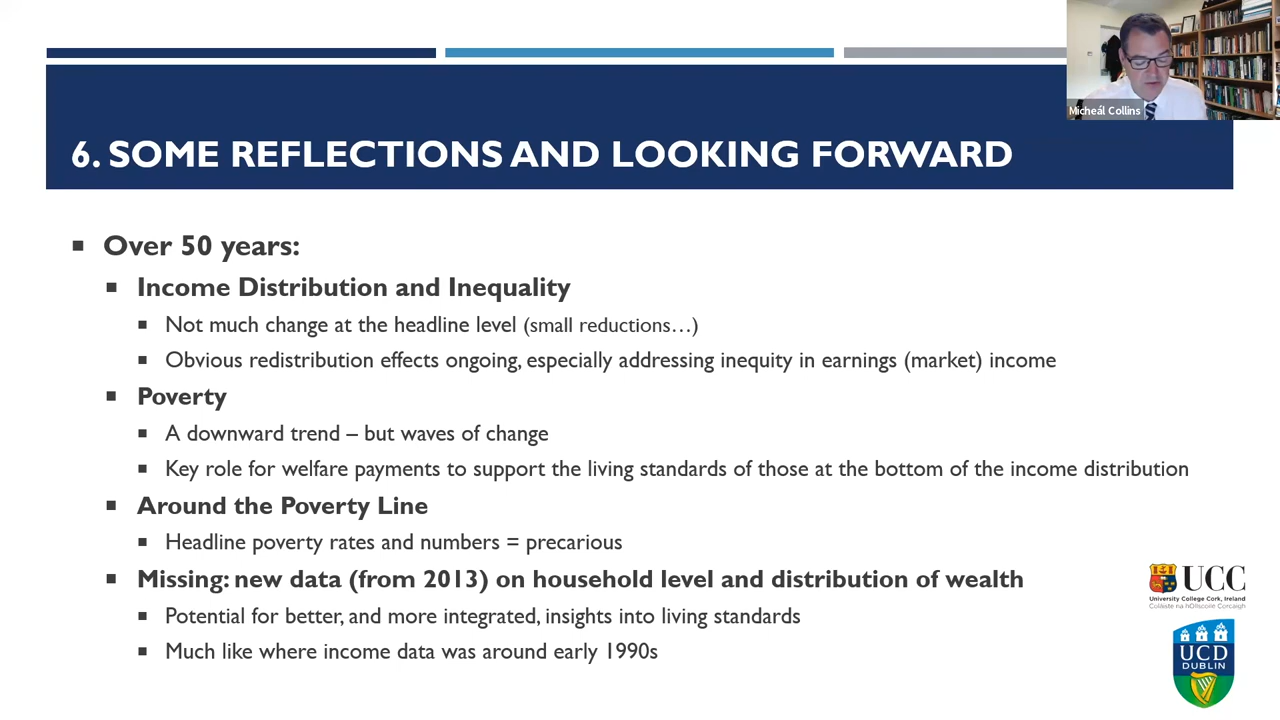 Micheál Collins
6. SOME REFLECTIONS AND LOOKING FORWARD
Over 50 years:
Income Distribution and Inequality
Not much change at the headline level (small reductions…)
Obvious redistribution effects ongoing, especially addressing inequity in earnings (market) income
Poverty
A downward trend – but waves of change
Key role for welfare payments to support the living standards of those at the bottom of the income distribution
Around the Poverty Line
Headline poverty rates and numbers = precarious
Missing: new data (from 2013) on household level and distribution of wealth
Potential for better, and more integrated, insights into living standards
Much like where income data was around early 1990s
UCC
University College Cork, Ireland
Coláiste na hOllscoile Corcaigh
UCD
DUBLIN